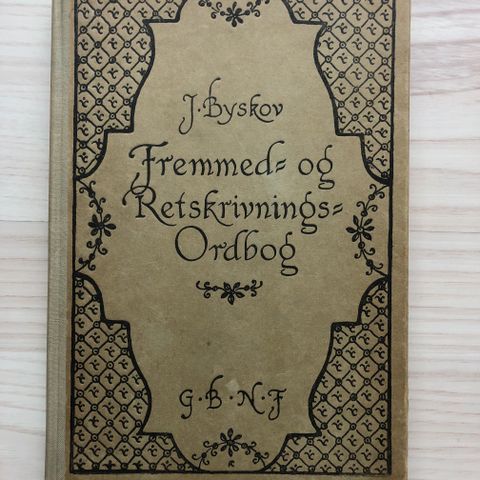 J. Byskov
Fremmed= og
Retskrivnings=
Ordbog
G·B·N·F